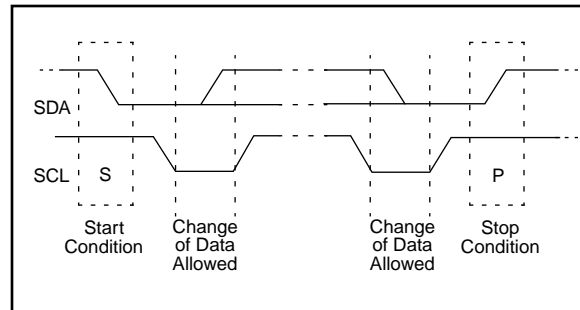 SDA
SCL
S
P
Start
Condition
Change
of Data
Allowed
Change
of Data
Allowed
Stop
Condition